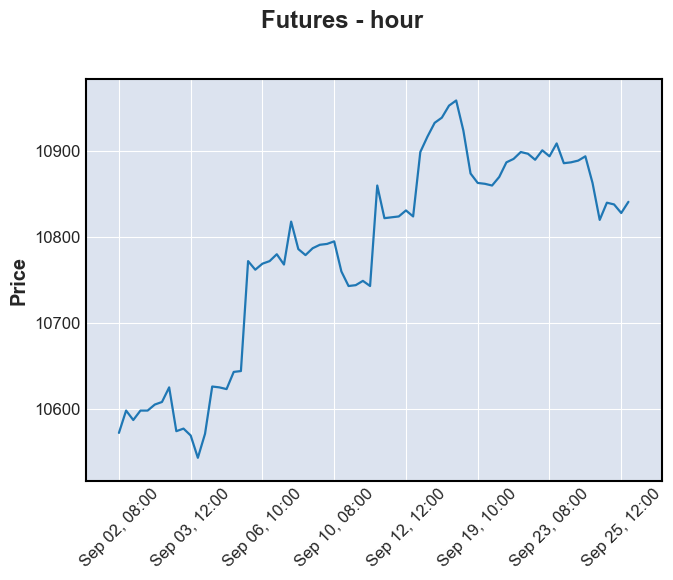 Futures - hour
Price
10900
10800
10700
10600
Sep 02, 08:00
Sep 03, 12:00
Sep 06, 10:00
Sep 10, 08:00
Sep 12, 12:00
Sep 19, 10:00
Sep 23, 08:00
Sep 25, 12:00